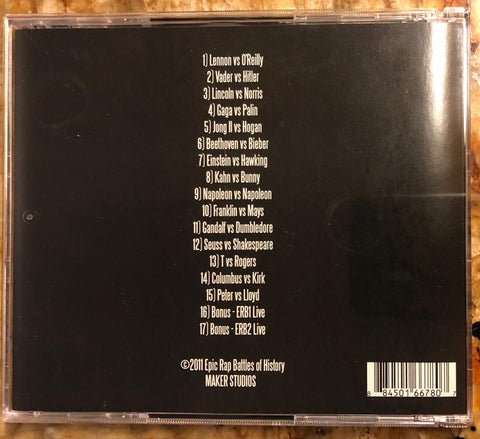 1) Lennon vs O'Reilly
2) Vader vs Hitler
3) Lincoln vs Norris
4) Gaga vs Palin
5) Jong Il vs Hogan
6) Beethoven vs Bieber
7) Einstein vs Hawking
8) Kahn vs Bunny
9) Napoleon vs Napoleon
10) Franklin vs Mays
11) Gandalf vs Dumbledore
12) Seuss vs Shakespeare
13) T vs Rogers
14) Columbus vs Kirk
15) Peter vs Lloyd
16) Bonus - ERB1 Live
17) Bonus - ERB2 Live
©2011 Epic Rap Battles of History
MAKER STUDIOS
8 84501 66780 7